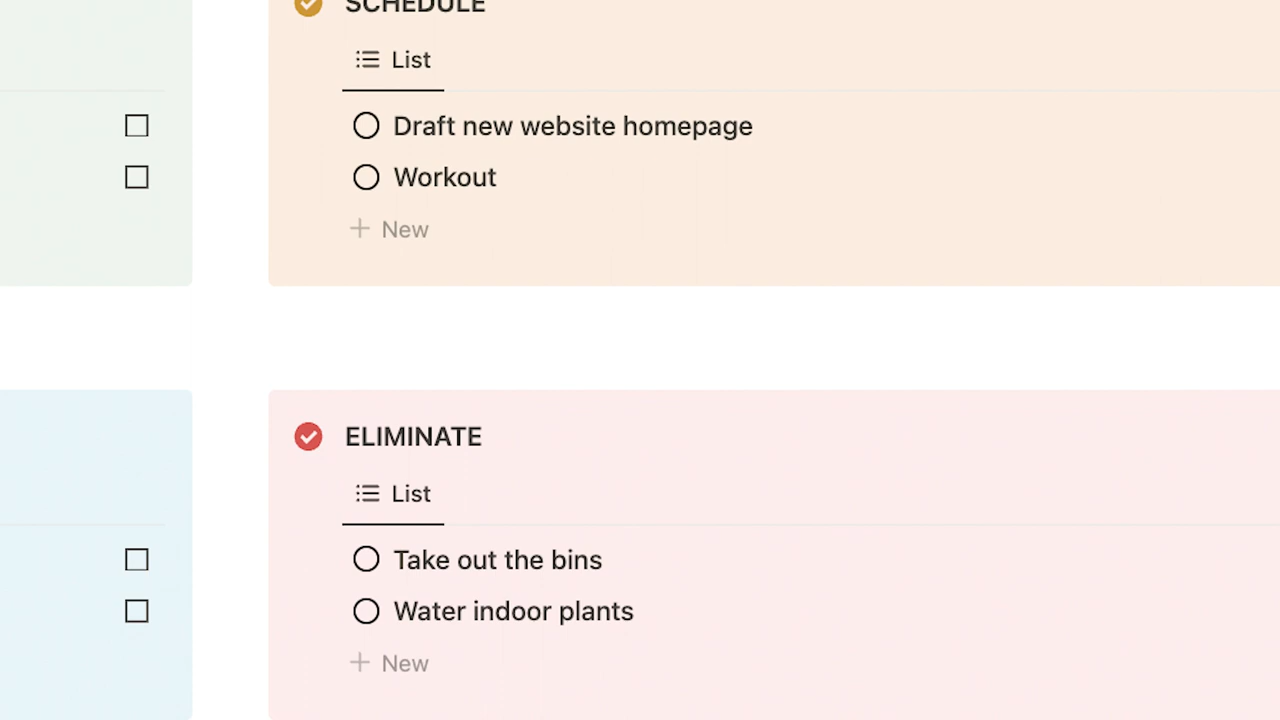 SCHEDULE
List
Draft new website homepage
Workout
New
ELIMINATE
List
Take out the bins
Water indoor plants
New